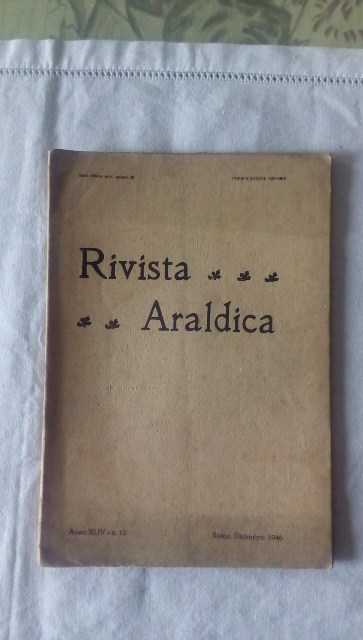 Rivista
Araldica
Anno XLIV - n. 12
Roma, Dicembre 1946